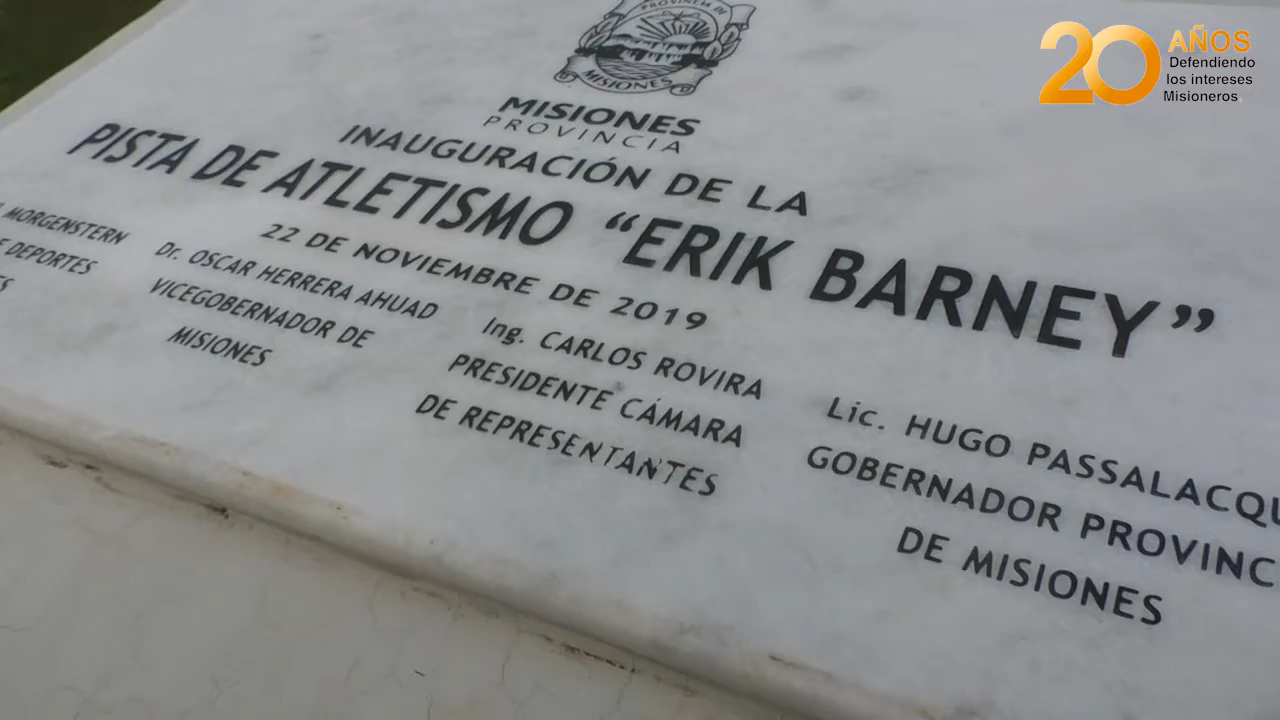 PROVINCIA DE
MISIONES
MISIONES
PROVINCIA
INAUGURACIÓN DE LA
PISTA DE ATLETISMO “ERIK BARNEY”
22 DE NOVIEMBRE DE 2019
MORGENSTERN
DEPORTES
Dr. OSCAR HERRERA AHUAD
VICEGOBERNADOR DE
MISIONES
Ing. CARLOS ROVIRA
PRESIDENTE CÁMARA
DE REPRESENTANTES
Lic. HUGO PASSALACQU
GOBERNADOR PROVINC
DE MISIONES
20 AÑOS
Defendiendo
los intereses
Misioneros